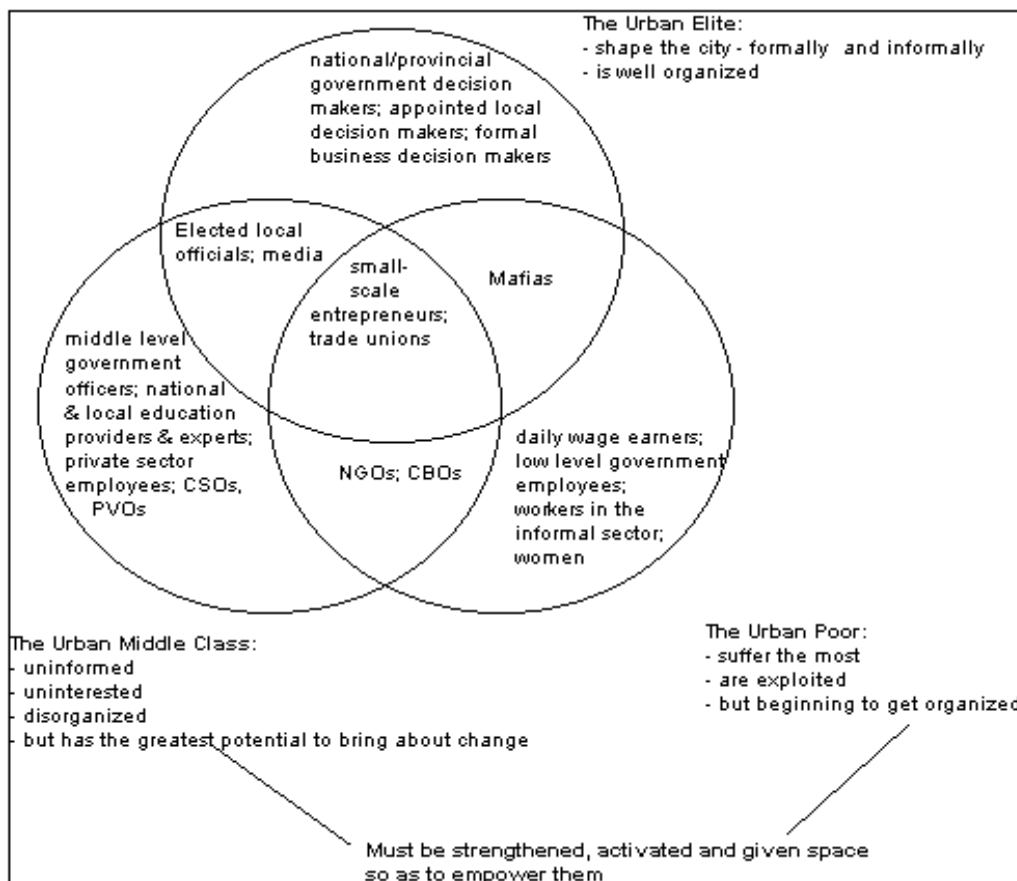 The Urban Elite:
- shape the city - formally and informally
- is well organized
national/provincial
government decision
makers; appointed local
decision makers; formal
business decision makers
Elected local
officials; media
small-
scale
entrepreneurs;
trade unions
Mafias
middle level
government
officers; national
& local education
providers & experts;
private sector
employees; CSOs,
PVOs
NGOs; CBOs
daily wage earners;
low level government
employees;
workers in the
informal sector;
women
The Urban Middle Class:
- uninformed
- uninterested
- disorganized
- but has the greatest potential to bring about change
The Urban Poor:
- suffer the most
- are exploited
- but beginning to get organized
Must be strengthened, activated and given space
so as to empower them